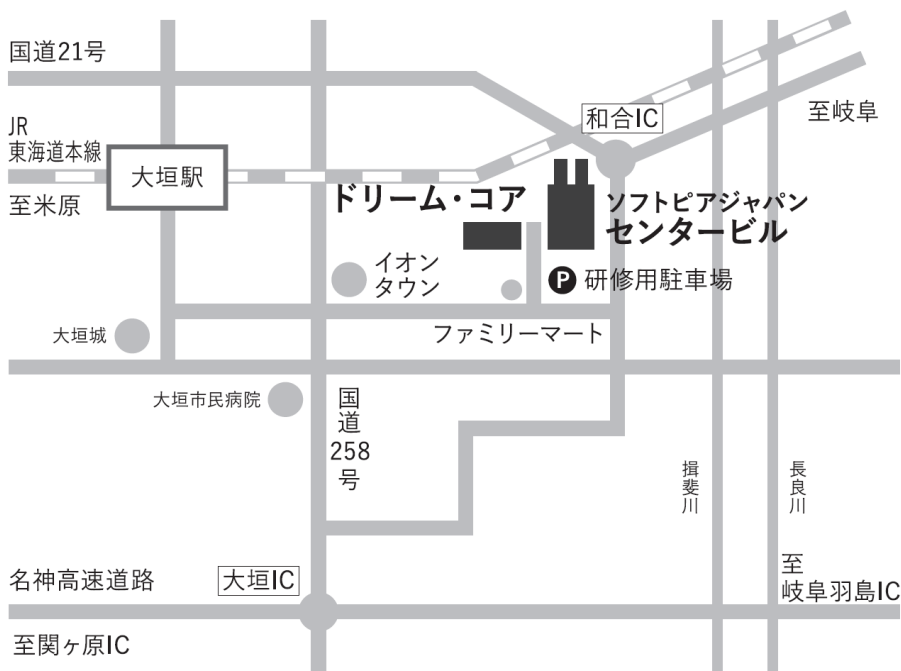 国道21号
和合IC
至岐阜
JR
東海道本線
大垣駅
至米原
ドリーム・コア
ソフトピアジャパン
センタービル
イオン
タウン
P 研修用駐車場
大垣城
ファミリーマート
大垣市民病院
国道258号
揖斐川
長良川
名神高速道路
大垣IC
至
岐阜羽島IC
至関ヶ原IC